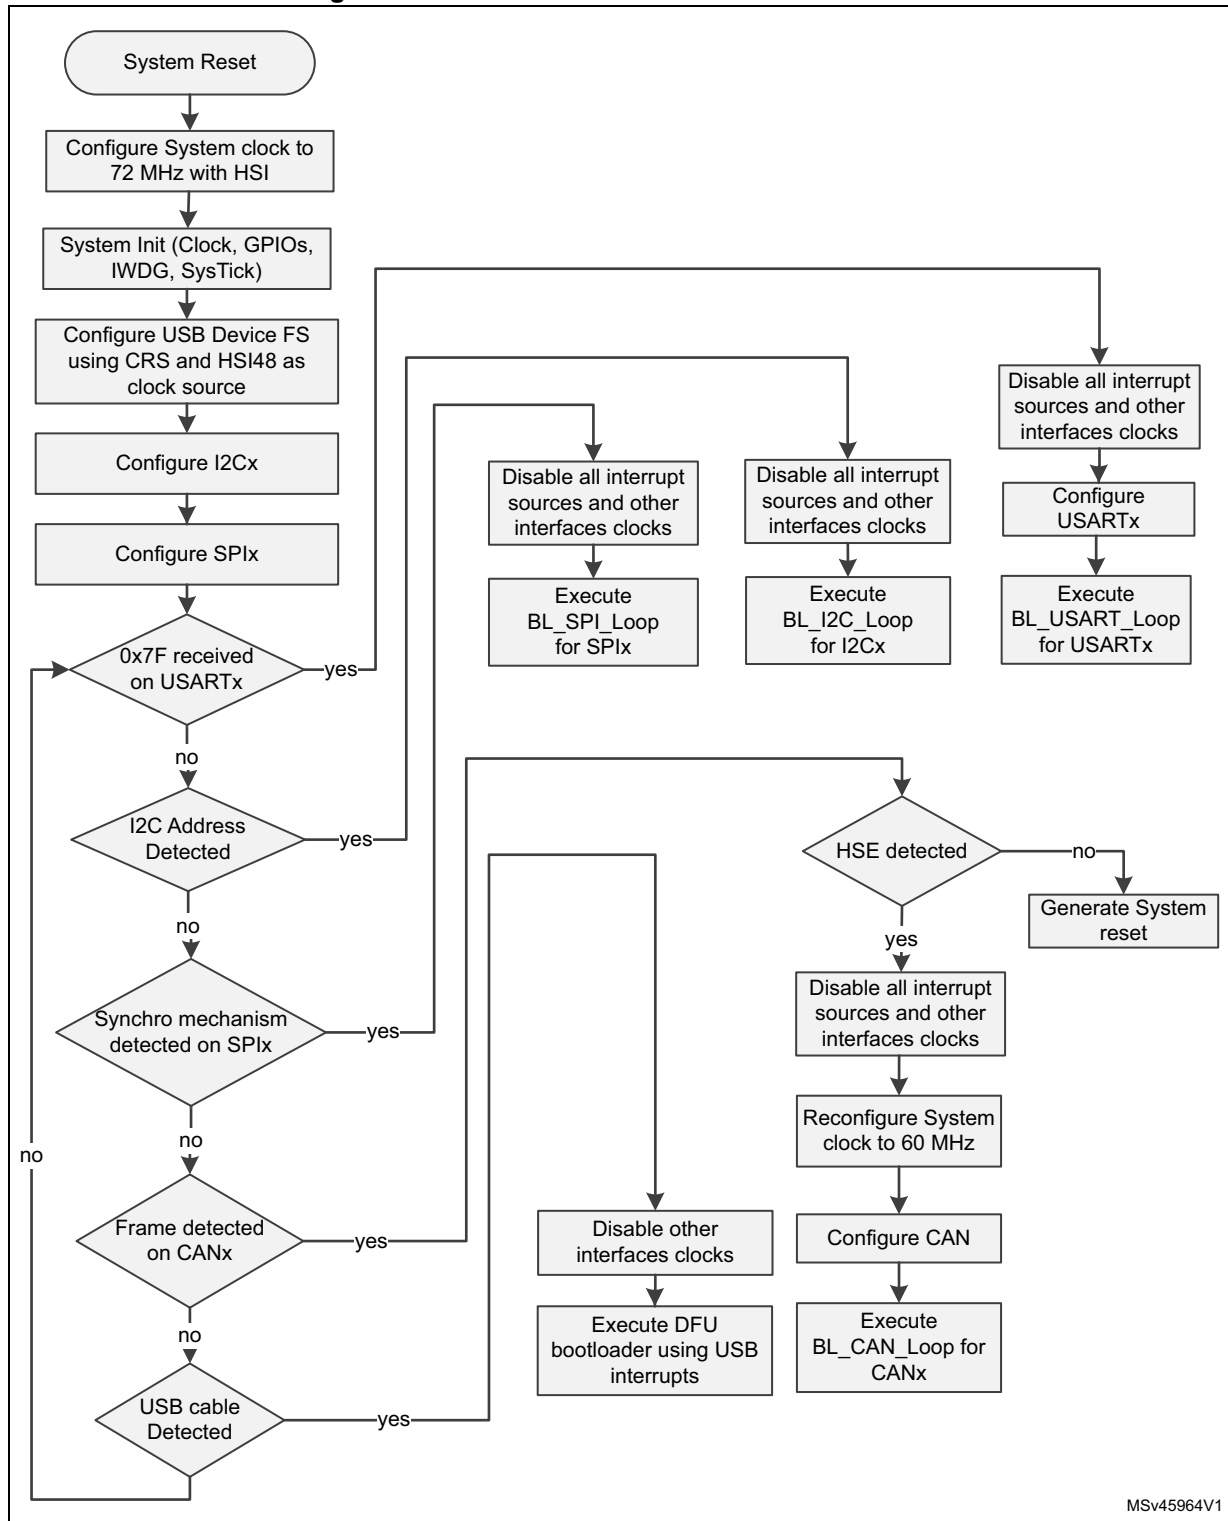 System Reset
Configure System clock to
72 MHz with HSI
System Init (Clock, GPIOs,
IWDG, SysTick)
Configure USB Device FS
using CRS and HSI48 as
clock source
Configure I2Cx
Configure SPIx
0x7F received
on USARTx
yes
no
I2C Address
Detected
yes
no
Synchro mechanism
detected on SPIx
yes
no
Frame detected
on CANx
yes
no
USB cable
Detected
yes
no
Disable all interrupt
sources and other
interfaces clocks
Execute
BL_SPI_Loop
for SPIx
Disable all interrupt
sources and other
interfaces clocks
Execute
BL_I2C_Loop
for I2Cx
Disable all interrupt
sources and other
interfaces clocks
Configure
USARTx
Execute
BL_USART_Loop
for USARTx
HSE detected
no
Generate System
reset
yes
Disable all interrupt
sources and other
interfaces clocks
Reconfigure System
clock to 60 MHz
Configure CAN
Execute
BL_CAN_Loop for
CANx
Disable other
interfaces clocks
Execute DFU
bootloader using USB
interrupts
MSv45964V1